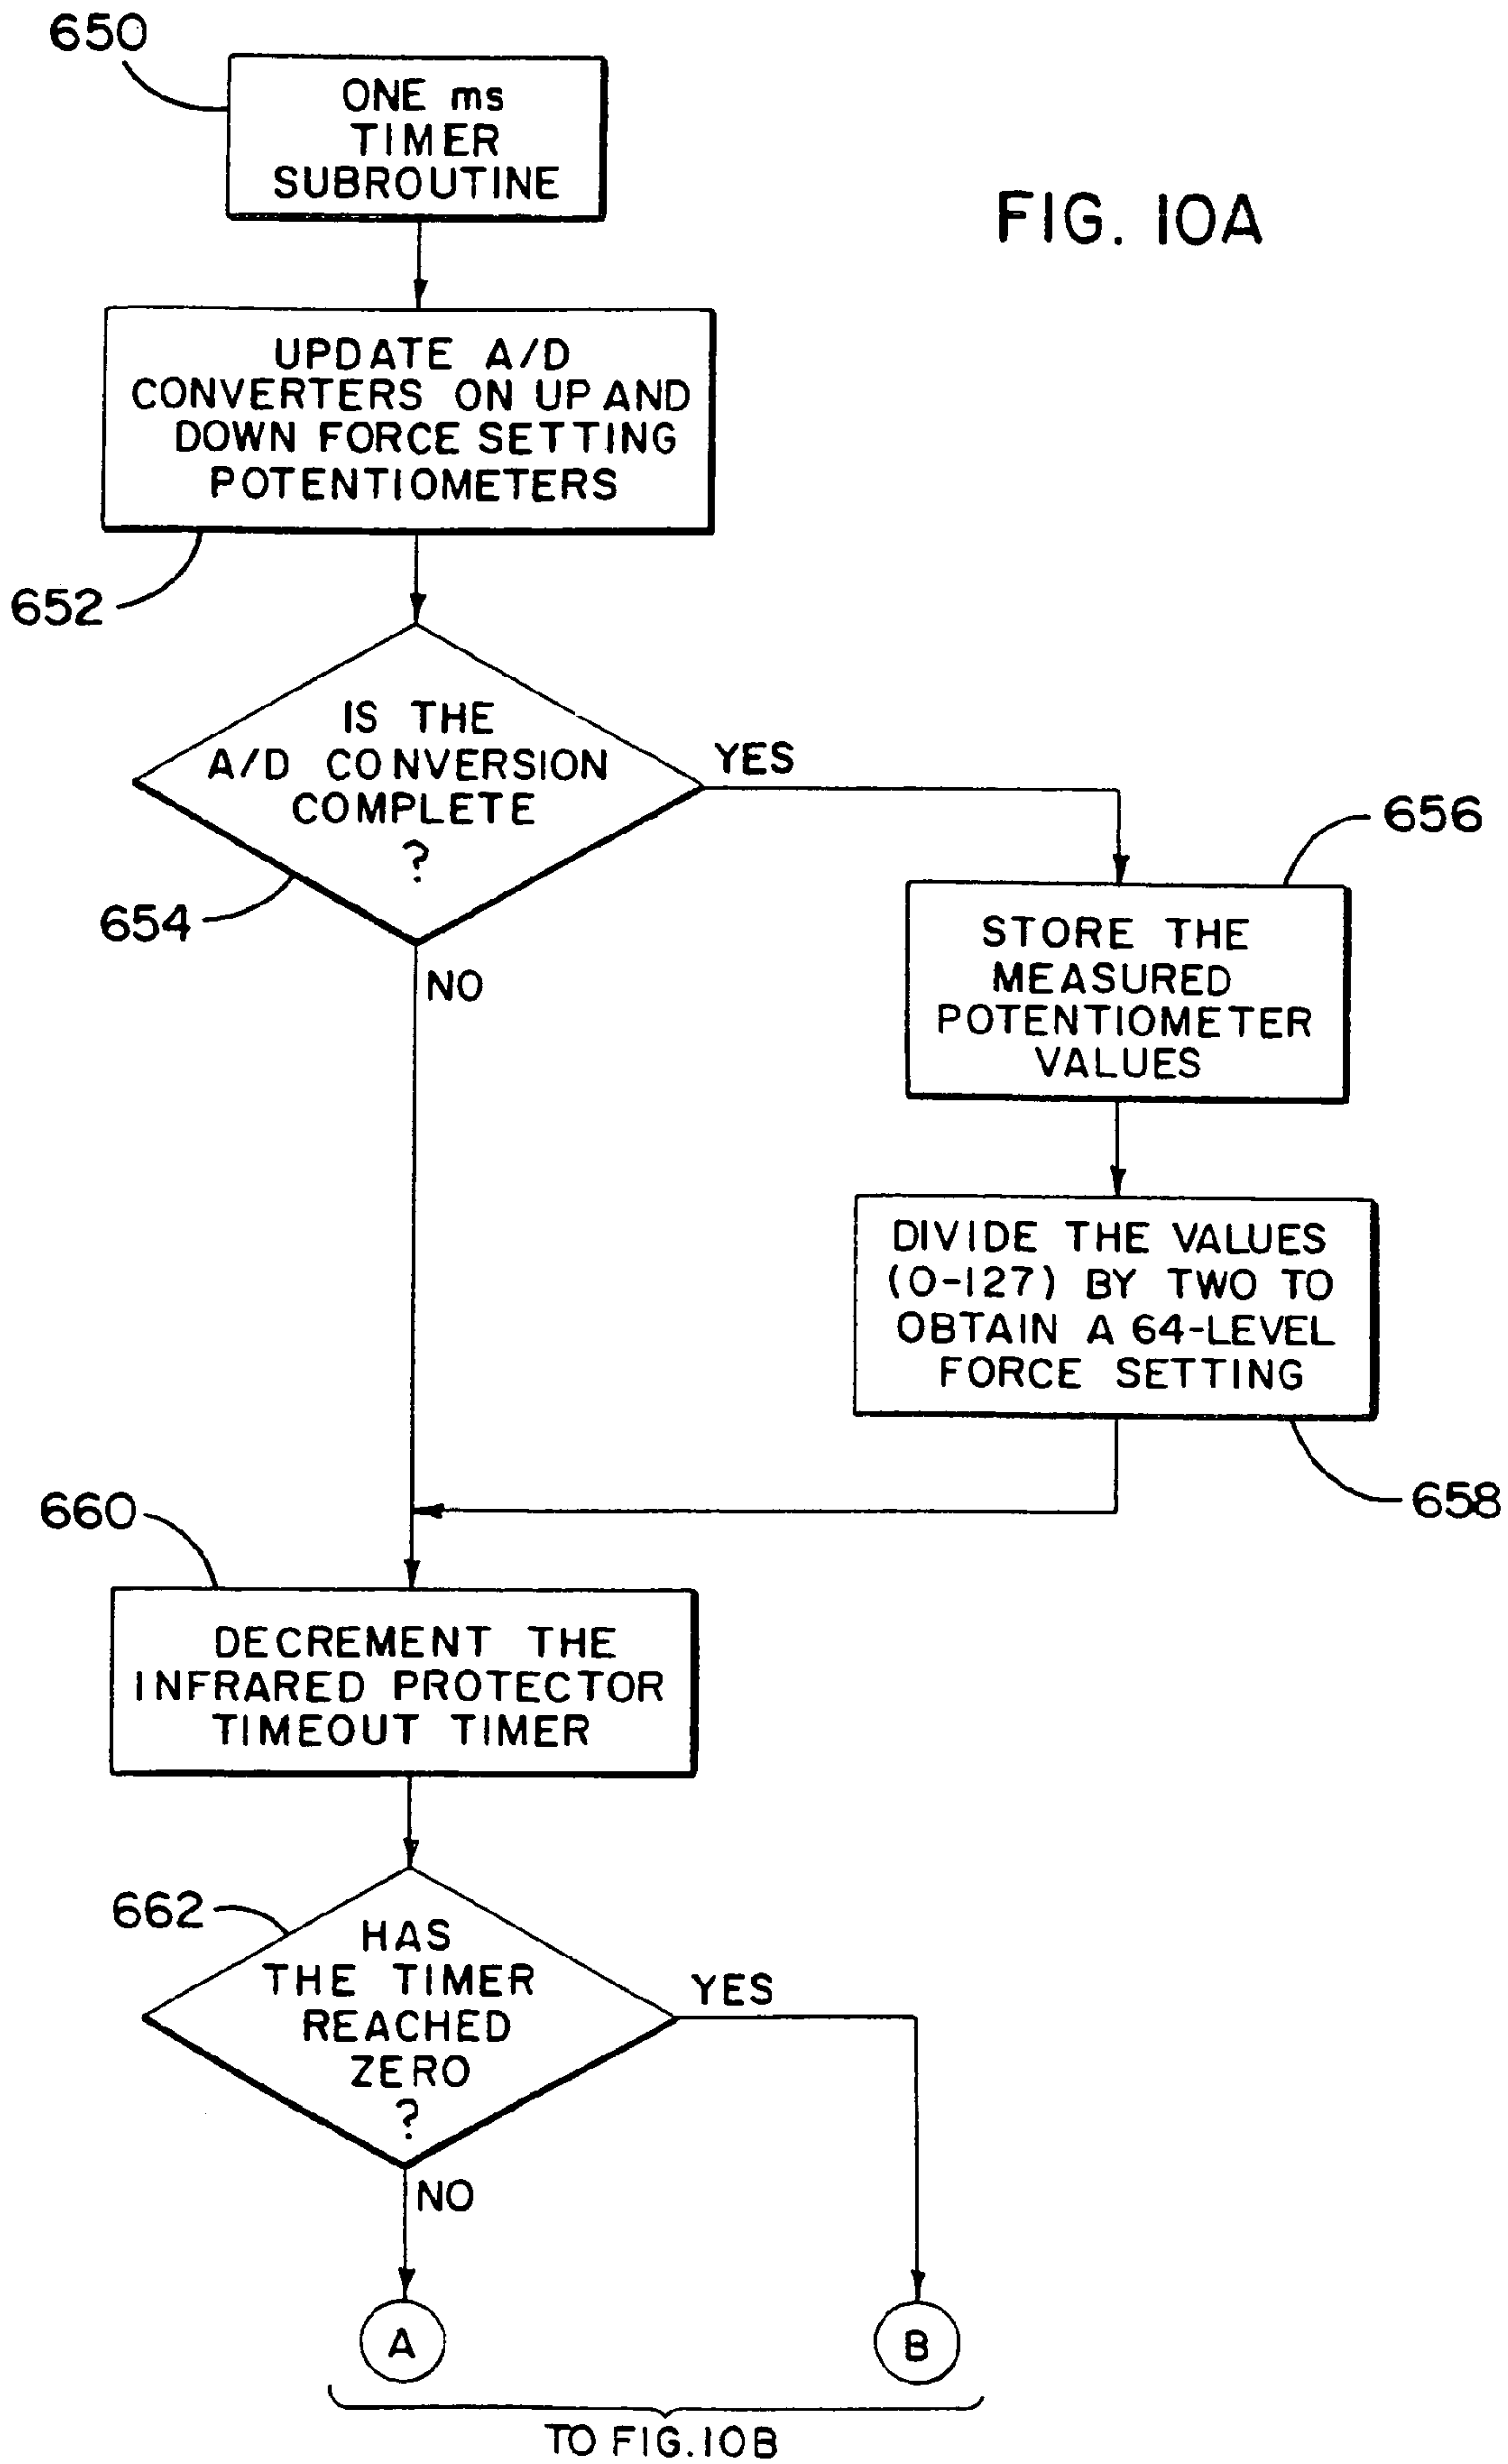 650
ONE ms
TIMER
SUBROUTINE
FIG. 10A
UPDATE A/D
CONVERTERS ON UP AND
DOWN FORCE SETTING
POTENTIOMETERS
652
IS THE
A/D CONVERSION
COMPLETE
?
YES
654
NO
656
STORE THE
MEASURED
POTENTIOMETER
VALUES
DIVIDE THE VALUES
(0-127) BY TWO TO
OBTAIN A 64-LEVEL
FORCE SETTING
658
660
DECREMENT THE
INFRARED PROTECTOR
TIMEOUT TIMER
662
HAS
THE TIMER
REACHED
ZERO
?
YES
NO
A
B
TO FIG. 10B